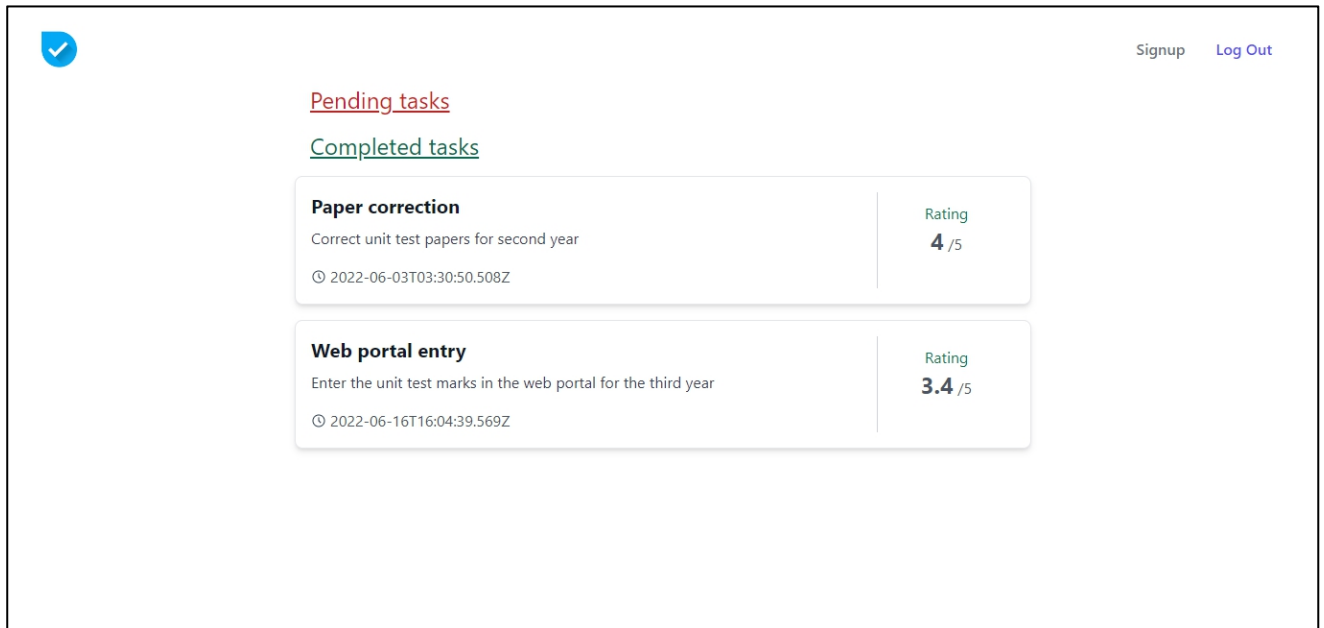 Signup Log Out
Pending tasks
Completed tasks
Paper correction
Correct unit test papers for second year
2022-06-03T03:30:50.508Z
Rating
4 /5
Web portal entry
Enter the unit test marks in the web portal for the third year
2022-06-16T16:04:39.569Z
Rating
3.4 /5